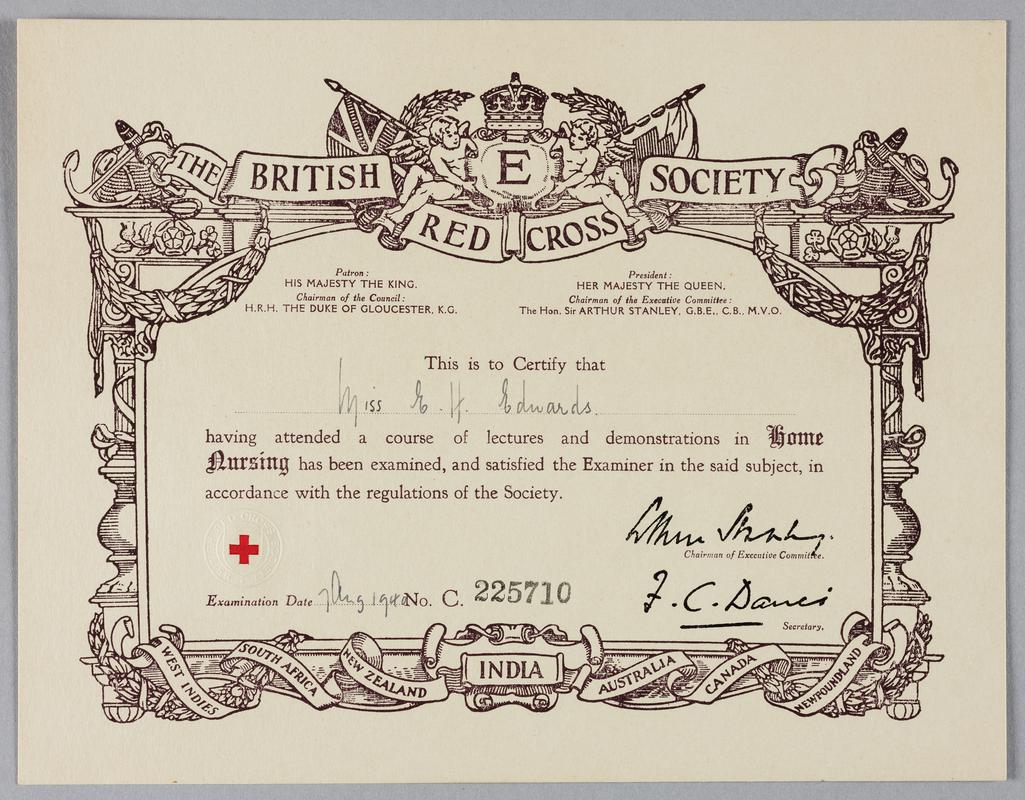 THE BRITISH RED CROSS SOCIETY
E
Patron:
HIS MAJESTY THE KING.
Chairman of the Council:
H.R.H. THE DUKE OF GLOUCESTER, K.G.
President:
HER MAJESTY THE QUEEN.
Chairman of the Executive Committee:
The Hon. Sir ARTHUR STANLEY, G.B.E., C.B., M.V.O.
This is to Certify that
Miss E. H. Edwards.
having attended a course of lectures and demonstrations in Home
Nursing has been examined, and satisfied the Examiner in the said subject, in
accordance with the regulations of the Society.
Arthur Stanley.
Chairman of Executive Committee.
Examination Date 7 Aug 1940 No. C. 225710
F. C. Davies
Secretary.
WEST INDIES SOUTH AFRICA NEW ZEALAND INDIA AUSTRALIA CANADA NEWFOUNDLAND